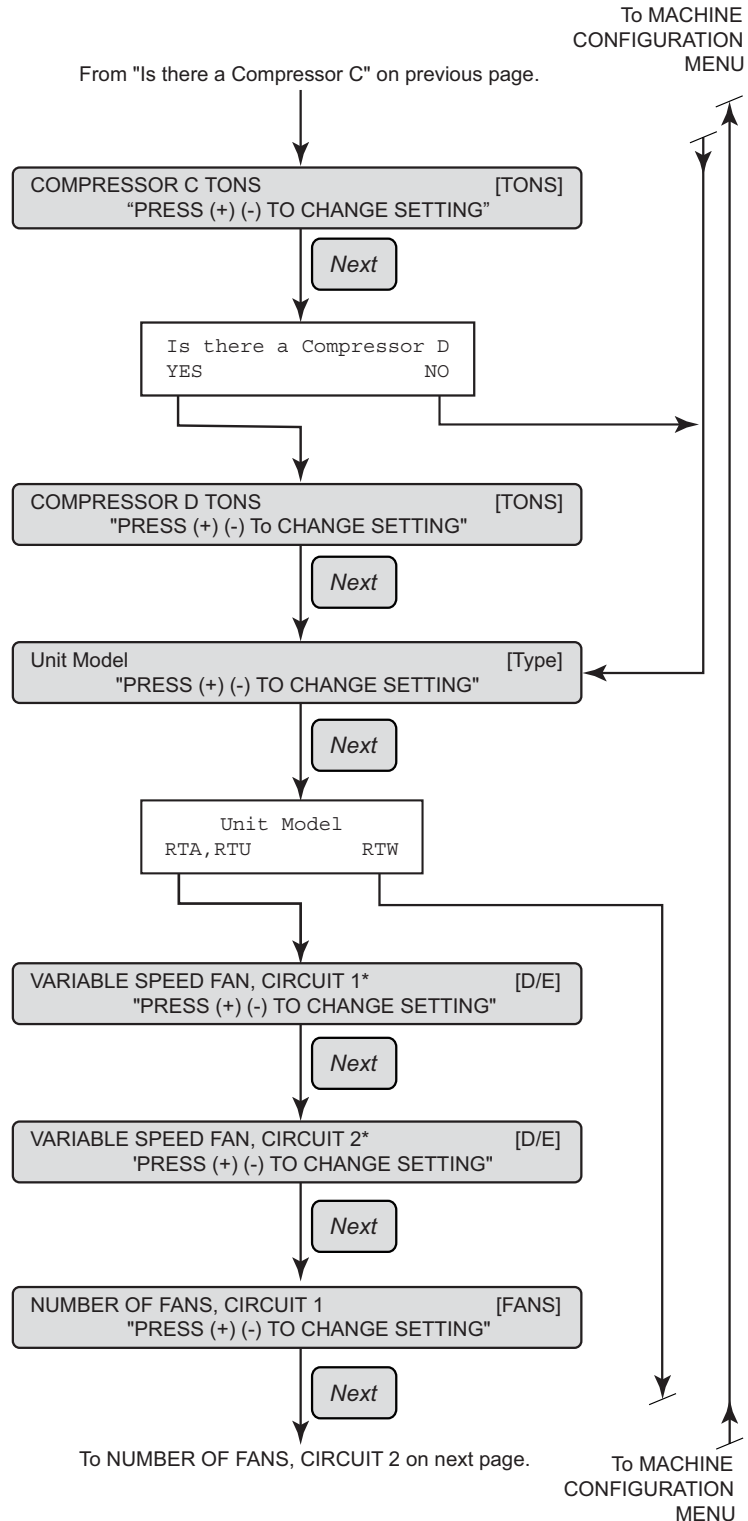 To MACHINE
CONFIGURATION
MENU
From "Is there a Compressor C" on previous page.
COMPRESSOR C TONS [TONS]
“PRESS (+) (-) TO CHANGE SETTING”
Next
Is there a Compressor D
YES NO
COMPRESSOR D TONS [TONS]
"PRESS (+) (-) To CHANGE SETTING"
Next
Unit Model [Type]
"PRESS (+) (-) TO CHANGE SETTING"
Next
Unit Model
RTA,RTU RTW
VARIABLE SPEED FAN, CIRCUIT 1* [D/E]
"PRESS (+) (-) TO CHANGE SETTING"
Next
VARIABLE SPEED FAN, CIRCUIT 2* [D/E]
'PRESS (+) (-) TO CHANGE SETTING"
Next
NUMBER OF FANS, CIRCUIT 1 [FANS]
"PRESS (+) (-) TO CHANGE SETTING"
Next
To NUMBER OF FANS, CIRCUIT 2 on next page.
To MACHINE
CONFIGURATION
MENU